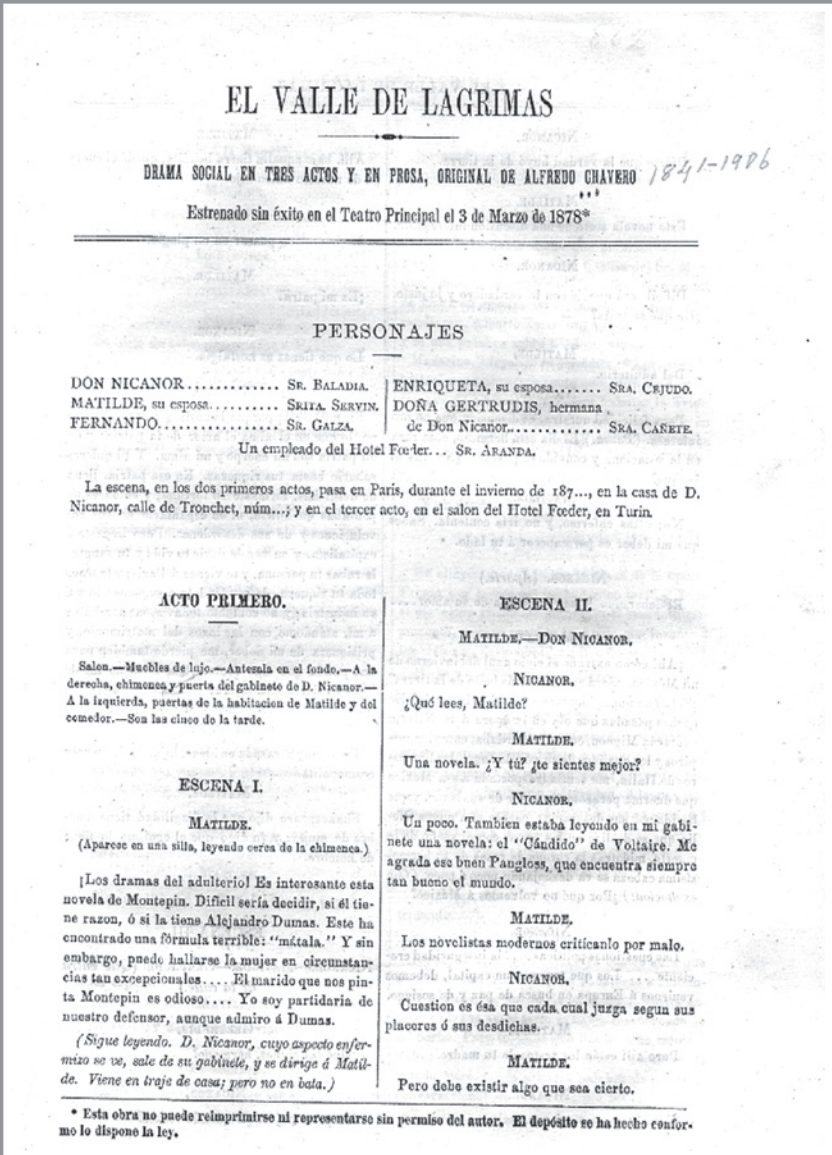 EL VALLE DE LAGRIMAS
DRAMA SOCIAL EN TRES ACTOS Y EN PROSA, ORIGINAL DE ALFREDO CHAVERO 1841-1906
Estrenado sin éxito en el Teatro Principal el 3 de Marzo de 1878*
PERSONAJES
DON NICANOR............. SR. BALADIA.
MATILDE, su esposa.......... SRITA. SERVIN.
FERNANDO................. SR. GALZA.
ENRIQUETA, su esposa....... SRA. CEJUDO.
DOÑA GERTRUDIS, hermana
de Don Nicanor.............. SRA. CAÑETE.
Un empleado del Hotel Fœder... SR. ARANDA.
La escena, en los dos primeros actos, pasa en Paris, durante el invierno de 187..., en la casa de D.
Nicanor, calle de Tronchet, núm...; y en el tercer acto, en el salon del Hotel Fœder, en Turin.
ACTO PRIMERO.
Salon.—Muebles de lujo.—Antesala en el fondo.—A la
derecha, chimenea y puerta del gabinete de D. Nicanor.—
A la izquierda, puertas de la habitacion de Matilde y del
comedor.—Son las cinco de la tarde.
ESCENA I.
MATILDE.
(Aparece en una silla, leyendo cerca de la chimenea.)
¡Los dramas del adulterio! Es interesante esta
novela de Montepin. Dificil sería decidir, si él tie-
ne razon, ó si la tiene Alejandro Dumas. Este ha
encontrado una fórmula terrible: "mátala." Y sin
embargo, puede hallarse la mujer en circunstan-
cias tan excepcionales.... El marido que nos pin-
ta Montepin es odioso.... Yo soy partidaria de
nuestro defensor, aunque admiro á Dumas.
(Sigue leyendo. D. Nicanor, cuyo aspecto enfer-
mizo se ve, sale de su gabinete, y se dirige á Matil-
de. Viene en traje de casa; pero no en bata.)
ESCENA II.
MATILDE.—DON NICANOR.
NICANOR.
¿Qué lees, Matilde?
MATILDE.
Una novela. ¿Y tú? ¿te sientes mejor?
NICANOR.
Un poco. Tambien estaba leyendo en mi gabi-
nete una novela: el "Cándido" de Voltaire. Me
agrada ese buen Pangloss, que encuentra siempre
tan bueno el mundo.
MATILDE.
Los novelistas modernos critícanlo por malo.
NICANOR.
Cuestion es ésa que cada cual juzga segun sus
placeres ó sus desdichas.
MATILDE.
Pero debe existir algo que sea cierto.
* Esta obra no puede reimprimirse ni representarse sin permiso del autor. El depósito se ha hecho confor-
mo lo dispone la ley.